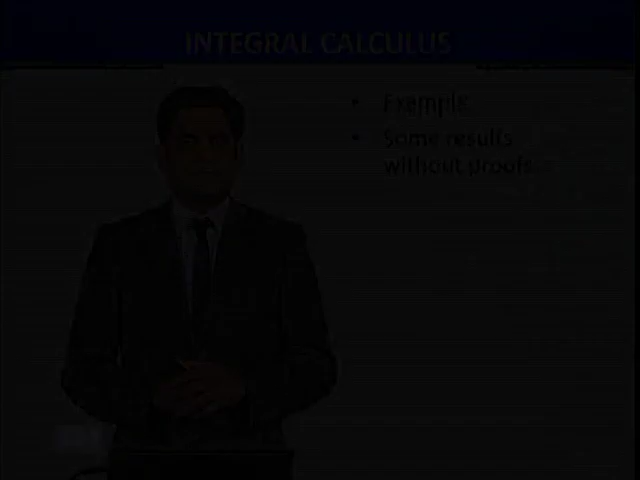 INTEGRAL CALCULUS
• Example
• Some results
without proofs